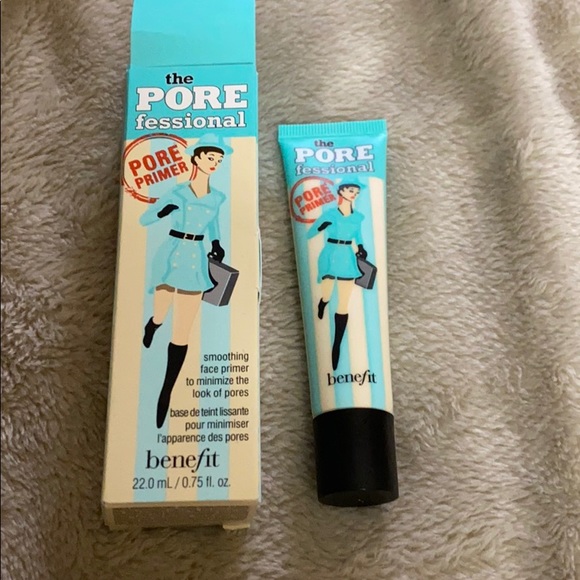 the
PORE
fessional
PORE
PRIMER
smoothing
face primer
to minimize the
look of pores
base de teint lissante
pour minimiser
l'apparence des pores
benefit
22.0 mL / 0.75 fl. oz.
the
PORE
fessional
PORE
PRIMER
benefit